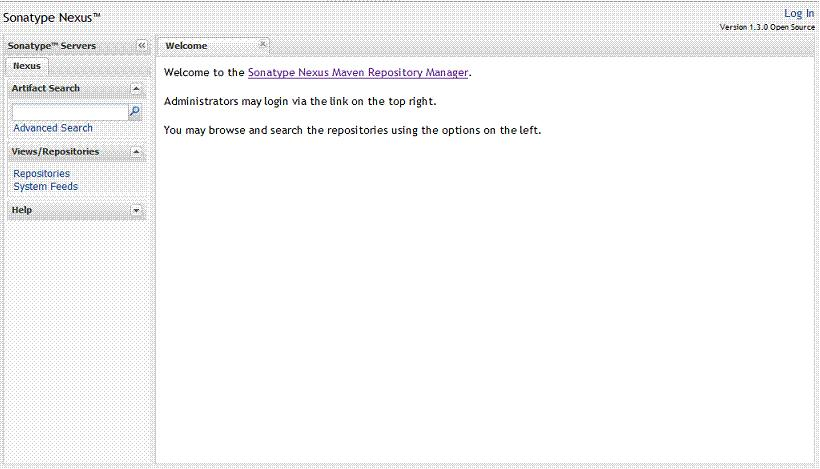 Sonatype Nexus™
Log In
Version 1.3.0 Open Source
Sonatype™ Servers
Nexus
Artifact Search
Advanced Search
Views/Repositories
Repositories
System Feeds
Help
Welcome
Welcome to the Sonatype Nexus Maven Repository Manager.
Administrators may login via the link on the top right.
You may browse and search the repositories using the options on the left.